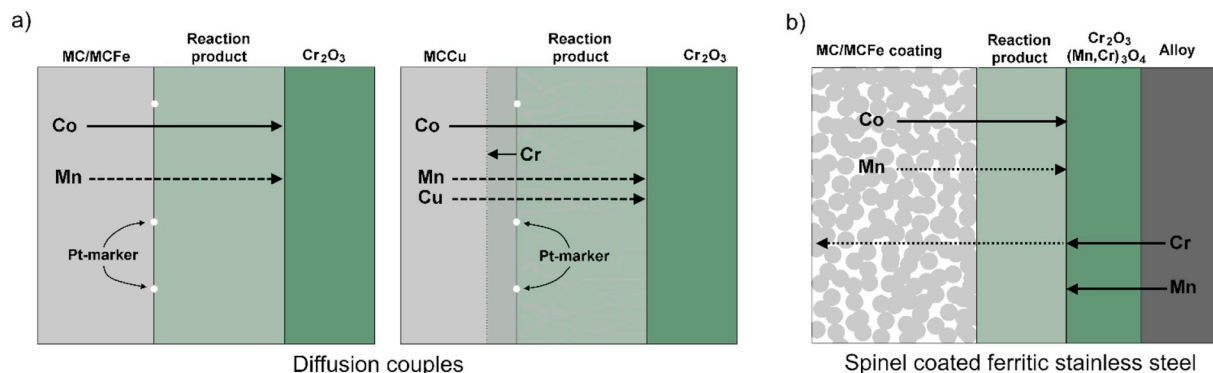 a)
MC/MCFe
Reaction
product
Cr2O3
Co
Mn
Pt-marker
MCCu
Reaction
product
Cr2O3
Co
Cr
Mn
Cu
Pt-marker
Diffusion couples
b)
MC/MCFe coating
Reaction
product
Cr2O3
(Mn,Cr)3O4
Alloy
Co
Mn
Cr
Mn
Spinel coated ferritic stainless steel